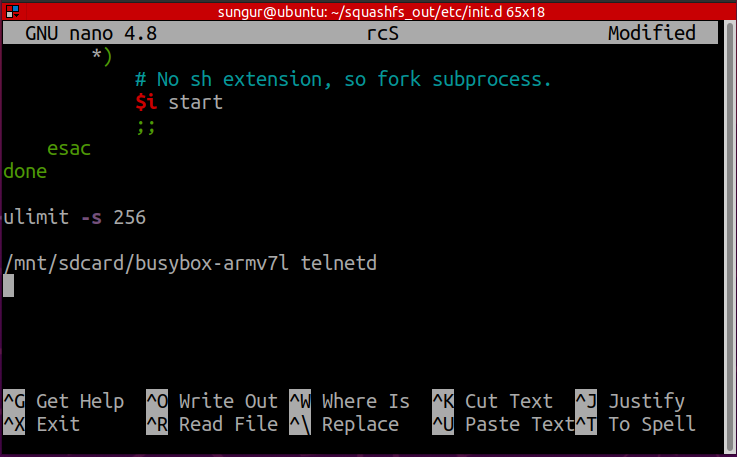 sungur@ubuntu: ~/squashfs_out/etc/init.d 65x18
GNU nano 4.8 rcS Modified
*)
# No sh extension, so fork subprocess.
$i start
;;
esac
done
ulimit -s 256
/mnt/sdcard/busybox-armv7l telnetd
^G Get Help ^O Write Out ^W Where Is ^K Cut Text ^J Justify
^X Exit ^R Read File ^\ Replace ^U Paste Text ^T To Spell